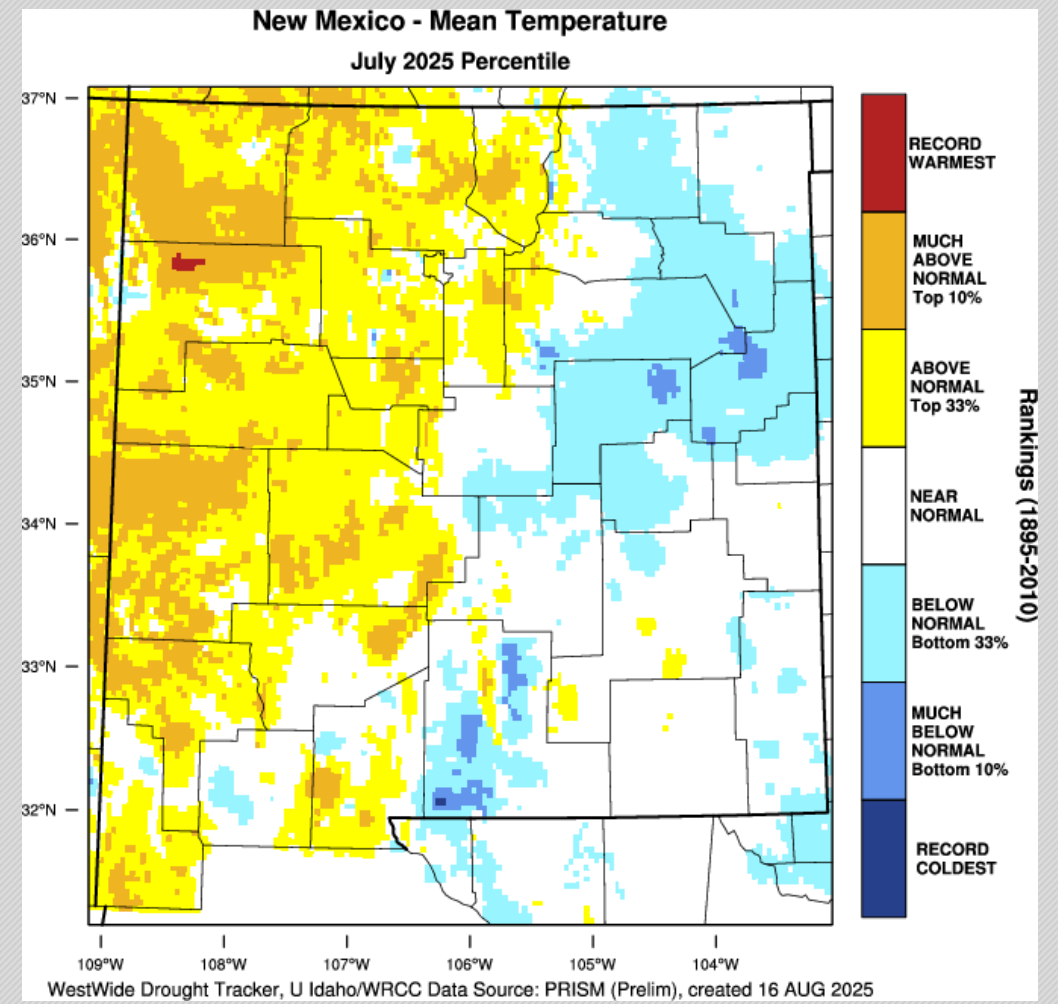 New Mexico - Mean Temperature
July 2025 Percentile
37°N
36°N
35°N
34°N
33°N
32°N
109°W
108°W
107°W
106°W
105°W
104°W
RECORD
WARMEST
MUCH
ABOVE
NORMAL
Top 10%
ABOVE
NORMAL
Top 33%
NEAR
NORMAL
BELOW
NORMAL
Bottom 33%
MUCH
BELOW
NORMAL
Bottom 10%
RECORD
COLDEST
Rankings (1895-2010)
WestWide Drought Tracker, U Idaho/WRCC Data Source: PRISM (Prelim), created 16 AUG 2025